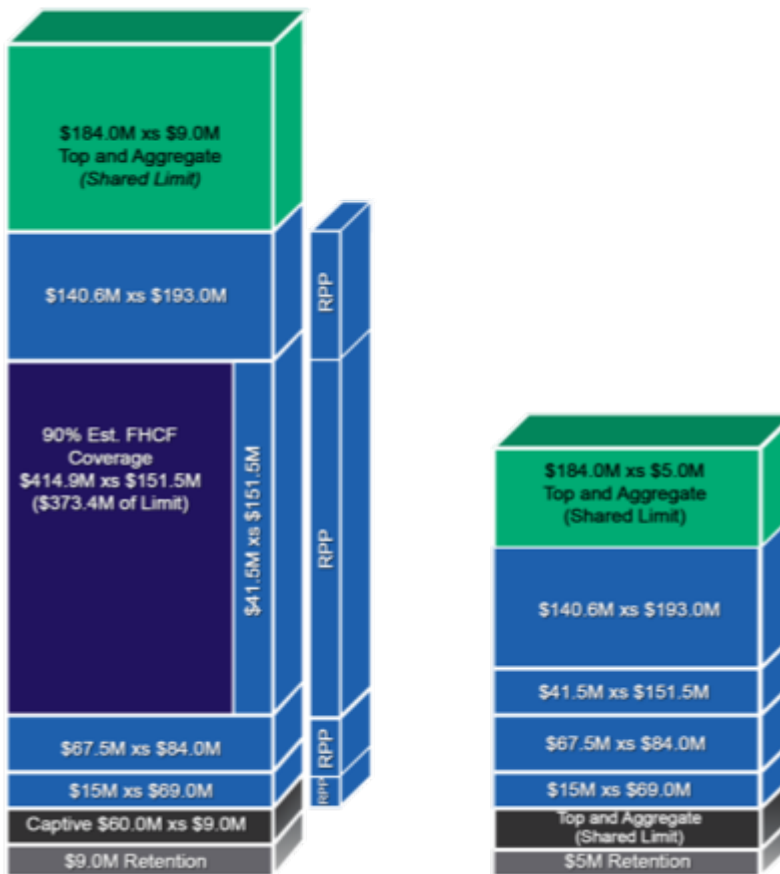 $184.0M xs $9.0M
Top and Aggregate
(Shared Limit)
$140.6M xs $193.0M
RPP
90% Est. FHCF
Coverage
$414.9M xs $151.5M
($373.4M of Limit)
$41.5M xs $151.5M
RPP
$67.5M xs $84.0M
RPP
$15M xs $69.0M
RPP
Captive $60.0M xs $9.0M
$9.0M Retention
$184.0M xs $5.0M
Top and Aggregate
(Shared Limit)
$140.6M xs $193.0M
$41.5M xs $151.5M
$67.5M xs $84.0M
$15M xs $69.0M
Top and Aggregate
(Shared Limit)
$5M Retention